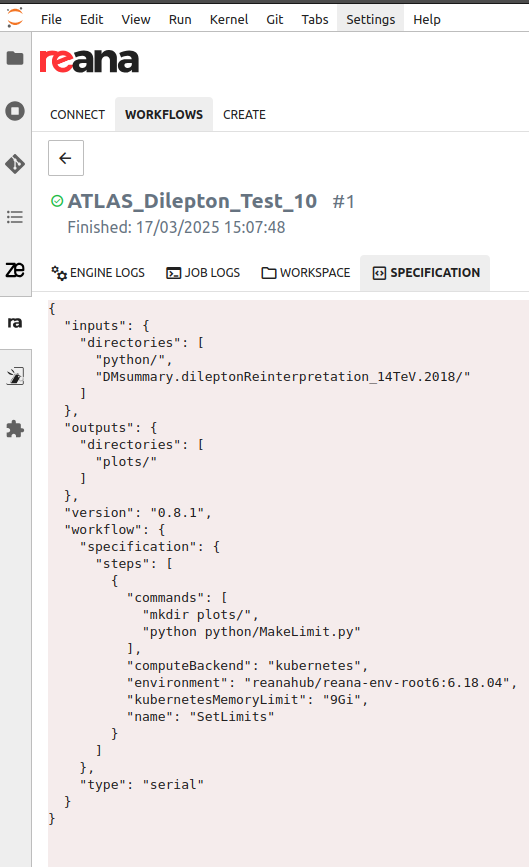 File Edit View Run Kernel Git Tabs Settings Help
reana
CONNECT WORKFLOWS CREATE
ATLAS_Dilepton_Test_10 #1
Finished: 17/03/2025 15:07:48
ENGINE LOGS JOB LOGS WORKSPACE SPECIFICATION
ze
ra
{
  "inputs": {
    "directories": [
      "python/",
      "DMsummary.dileptonReinterpretation_14TeV.2018/"
    ]
  },
  "outputs": {
    "directories": [
      "plots/"
    ]
  },
  "version": "0.8.1",
  "workflow": {
    "specification": {
      "steps": [
        {
          "commands": [
            "mkdir plots/",
            "python python/MakeLimit.py"
          ],
          "computeBackend": "kubernetes",
          "environment": "reanahub/reana-env-root6:6.18.04",
          "kubernetesMemoryLimit": "9Gi",
          "name": "SetLimits"
        }
      ]
    },
    "type": "serial"
  }
}